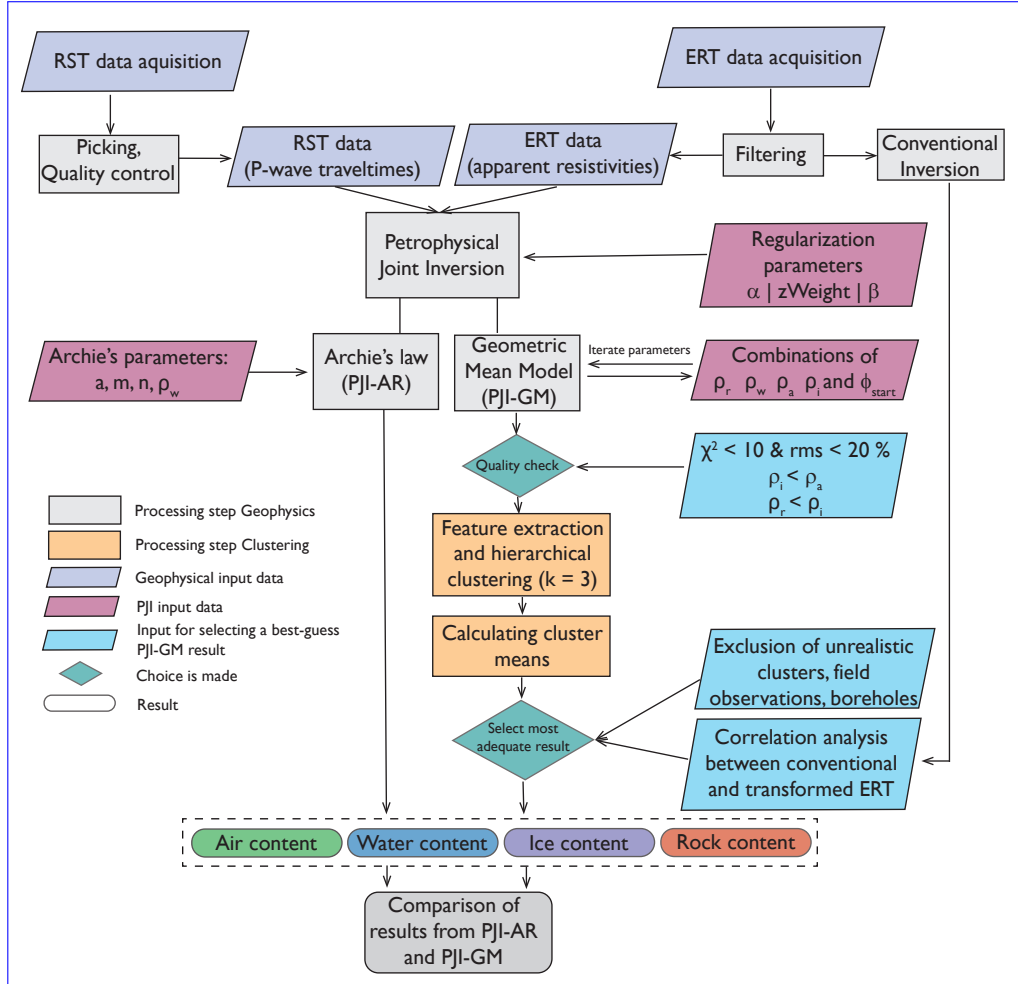 RST data aquisition
ERT data acquisition
Picking,
Quality control
RST data
(P-wave traveltimes)
ERT data
(apparent resistivities)
Filtering
Conventional
Inversion
Petrophysical
Joint Inversion
Regularization
parameters
α | zWeight | β
Archie's parameters:
a, m, n, ρw
Archie's law
(PJI-AR)
Geometric
Mean Model
(PJI-GM)
Iterate parameters
Combinations of
ρr ρw ρa ρi and ϕstart
Quality check
χ² < 10 & rms < 20 %
ρi < ρa
ρr < ρi
Processing step Geophysics
Processing step Clustering
Geophysical input data
PJI input data
Input for selecting a best-guess
PJI-GM result
Choice is made
Result
Feature extraction
and hierarchical
clustering (k = 3)
Calculating cluster
means
Select most
adequate result
Exclusion of unrealistic
clusters, field
observations, boreholes
Correlation analysis
between conventional
and transformed ERT
Air content
Water content
Ice content
Rock content
Comparison of
results from PJI-AR
and PJI-GM